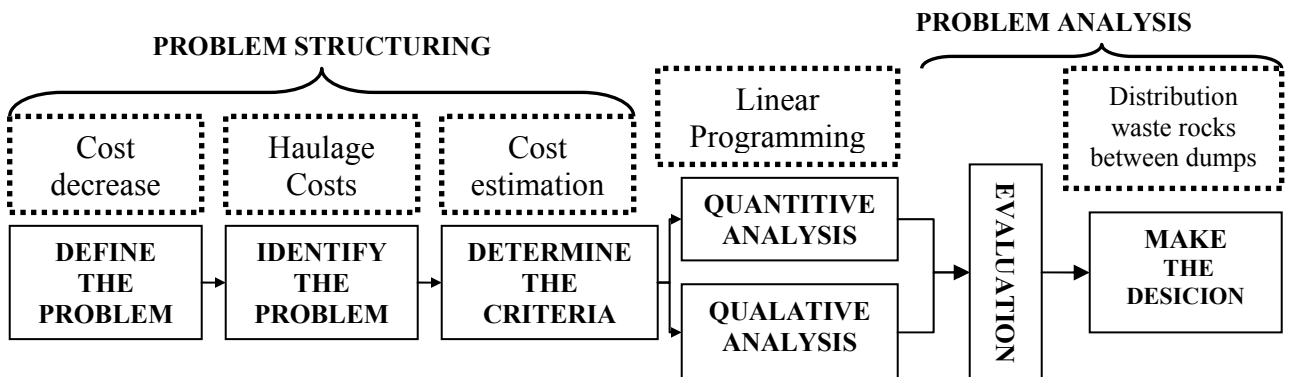 PROBLEM STRUCTURING
PROBLEM ANALYSIS
Cost
decrease
Haulage
Costs
Cost
estimation
Linear
Programming
Distribution
waste rocks
between dumps
DEFINE
THE
PROBLEM
IDENTIFY
THE
PROBLEM
DETERMINE
THE
CRITERIA
QUANTITIVE
ANALYSIS
QUALATIVE
ANALYSIS
EVALUATION
MAKE
THE
DESICION